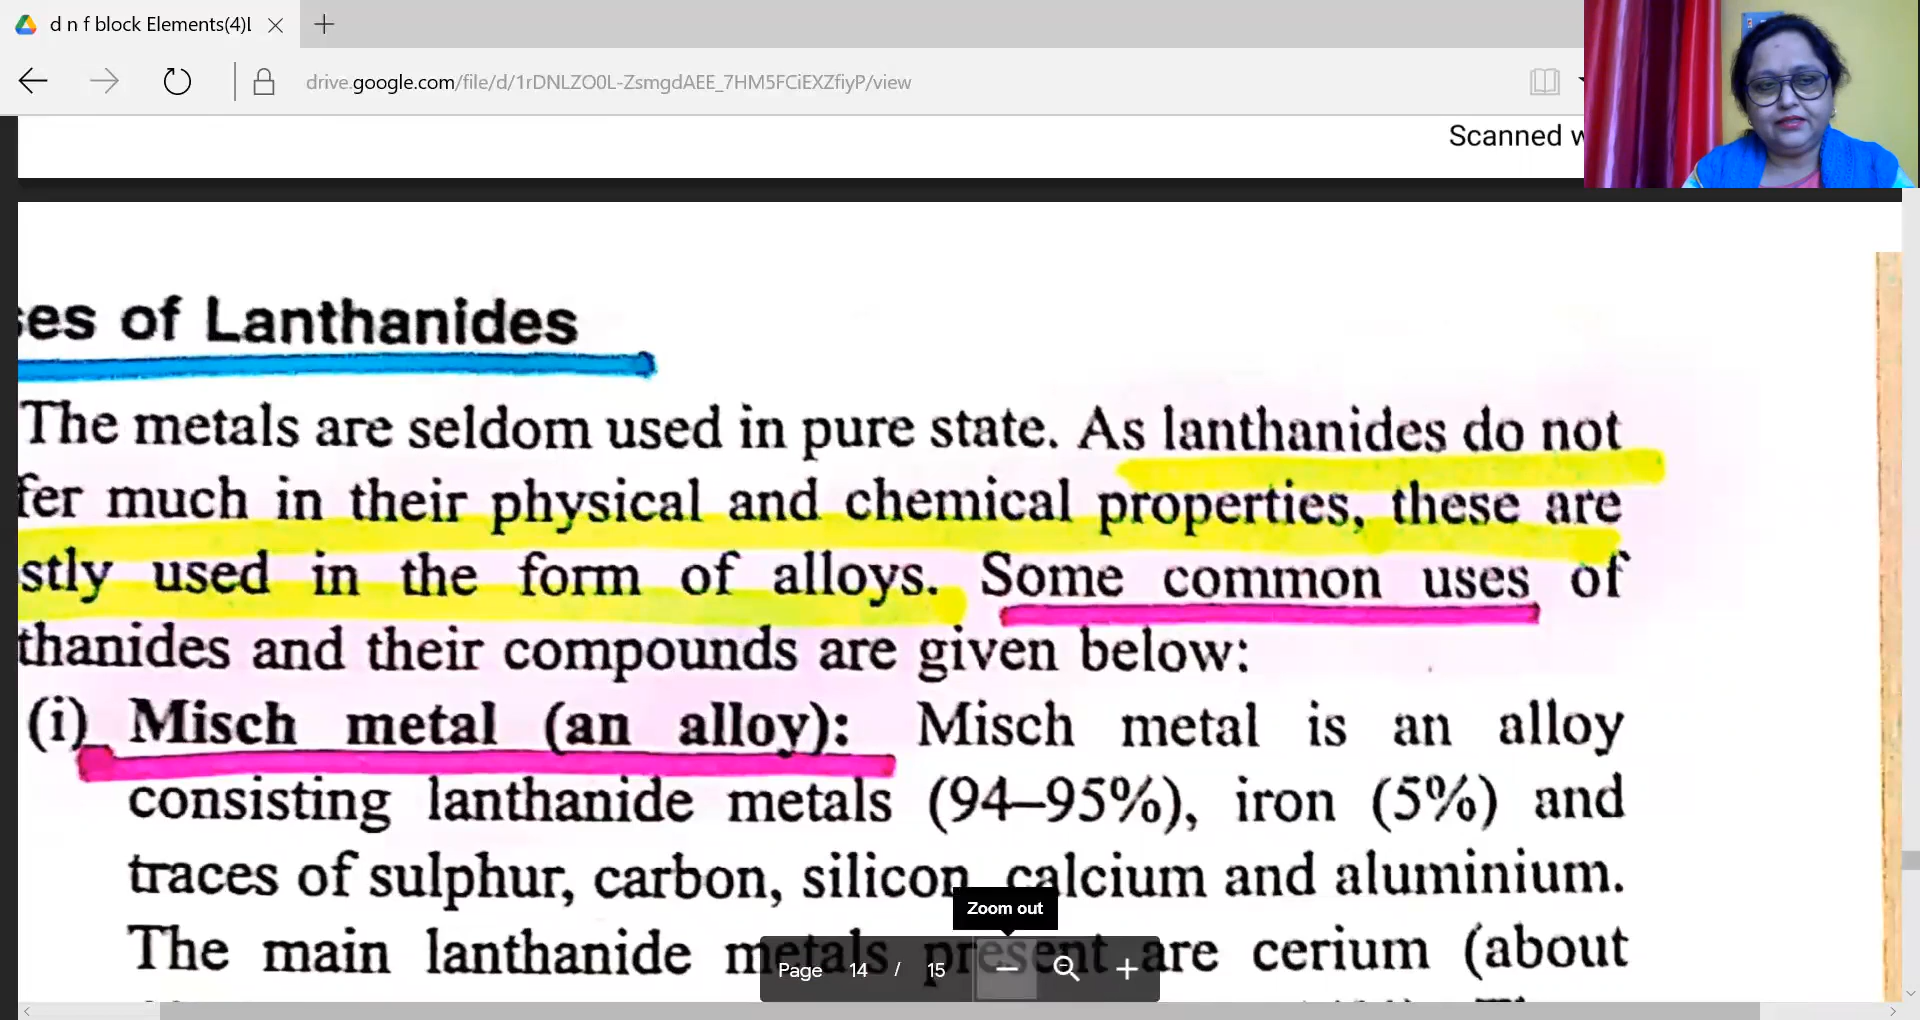 d n f block Elements(4)L
drive.google.com/file/d/1rDNLZO0L-ZsmgdAEE_7HM5FCiEXZfiyP/view
Scanned w
ses of Lanthanides
The metals are seldom used in pure state. As lanthanides do not
fer much in their physical and chemical properties, these are
stly used in the form of alloys. Some common uses of
thanides and their compounds are given below:
(i) Misch metal (an alloy): Misch metal is an alloy
consisting lanthanide metals (94–95%), iron (5%) and
traces of sulphur, carbon, silicon, calcium and aluminium.
Zoom out
The main lanthanide metals present are cerium (about
Page 14 / 15